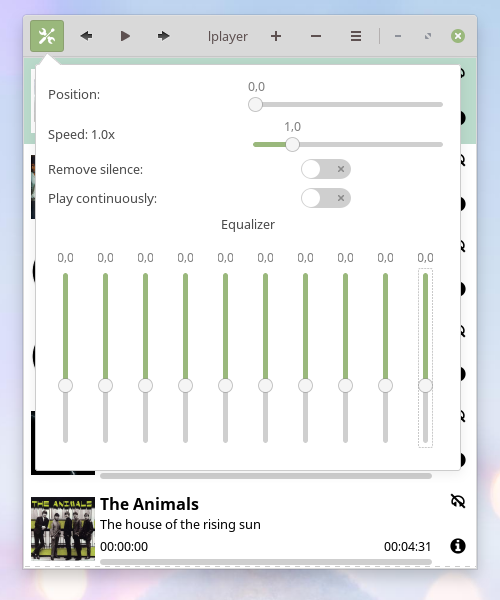 lplayer
Position:
0,0
Speed: 1.0x
1,0
Remove silence:
Play continuously:
Equalizer
0,0 0,0 0,0 0,0 0,0 0,0 0,0 0,0 0,0 0,0
THE ANIMALS
The Animals
The house of the rising sun
00:00:00 00:04:31